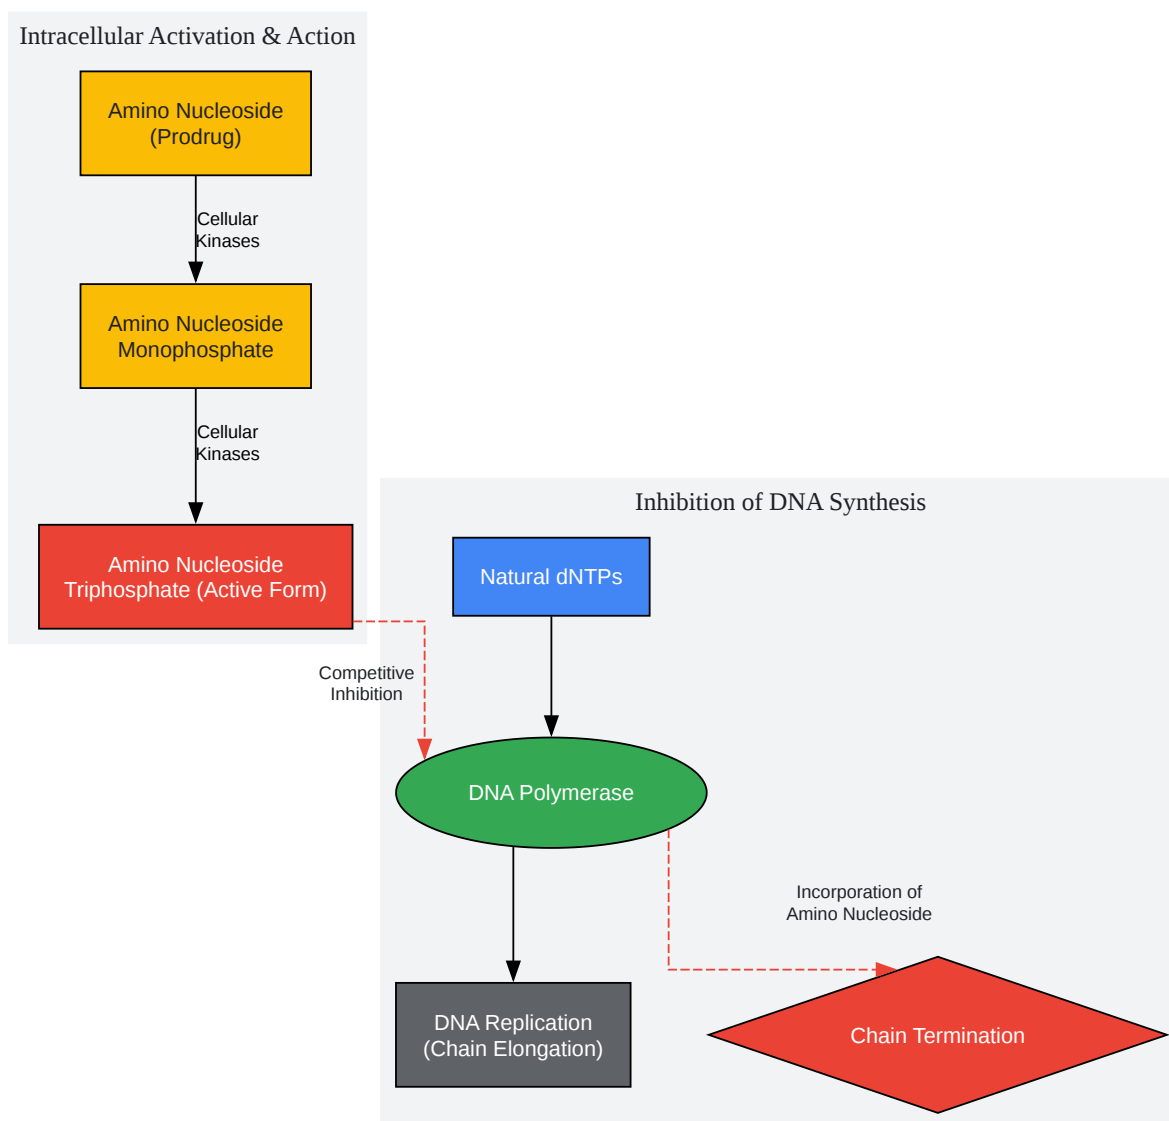 Intracellular Activation & Action
Amino Nucleoside
(Prodrug)
Cellular
Kinases
Amino Nucleoside
Monophosphate
Cellular
Kinases
Amino Nucleoside
Triphosphate (Active Form)
Inhibition of DNA Synthesis
Natural dNTPs
Competitive
Inhibition
DNA Polymerase
Incorporation of
Amino Nucleoside
DNA Replication
(Chain Elongation)
Chain Termination